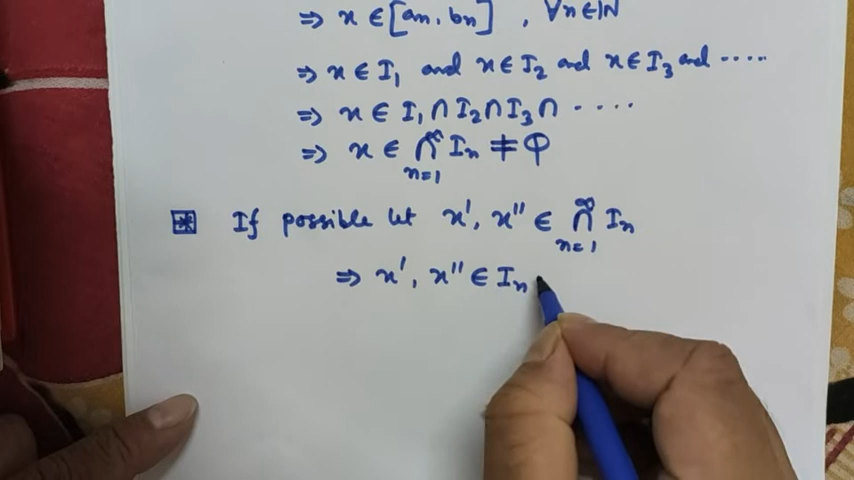 ⇒ x ∈ [an, bn] , ∀n∈ℕ
⇒ x ∈ I₁ and x ∈ I₂ and x ∈ I₃ and .....
⇒ x ∈ I₁ ∩ I₂ ∩ I₃ ∩ ....
⇒ x ∈ ∩ₙ₌₁^∞ Iₙ ≠ φ
* If possible let x', x'' ∈ ∩ₙ₌₁^∞ Iₙ
⇒ x', x'' ∈ Iₙ